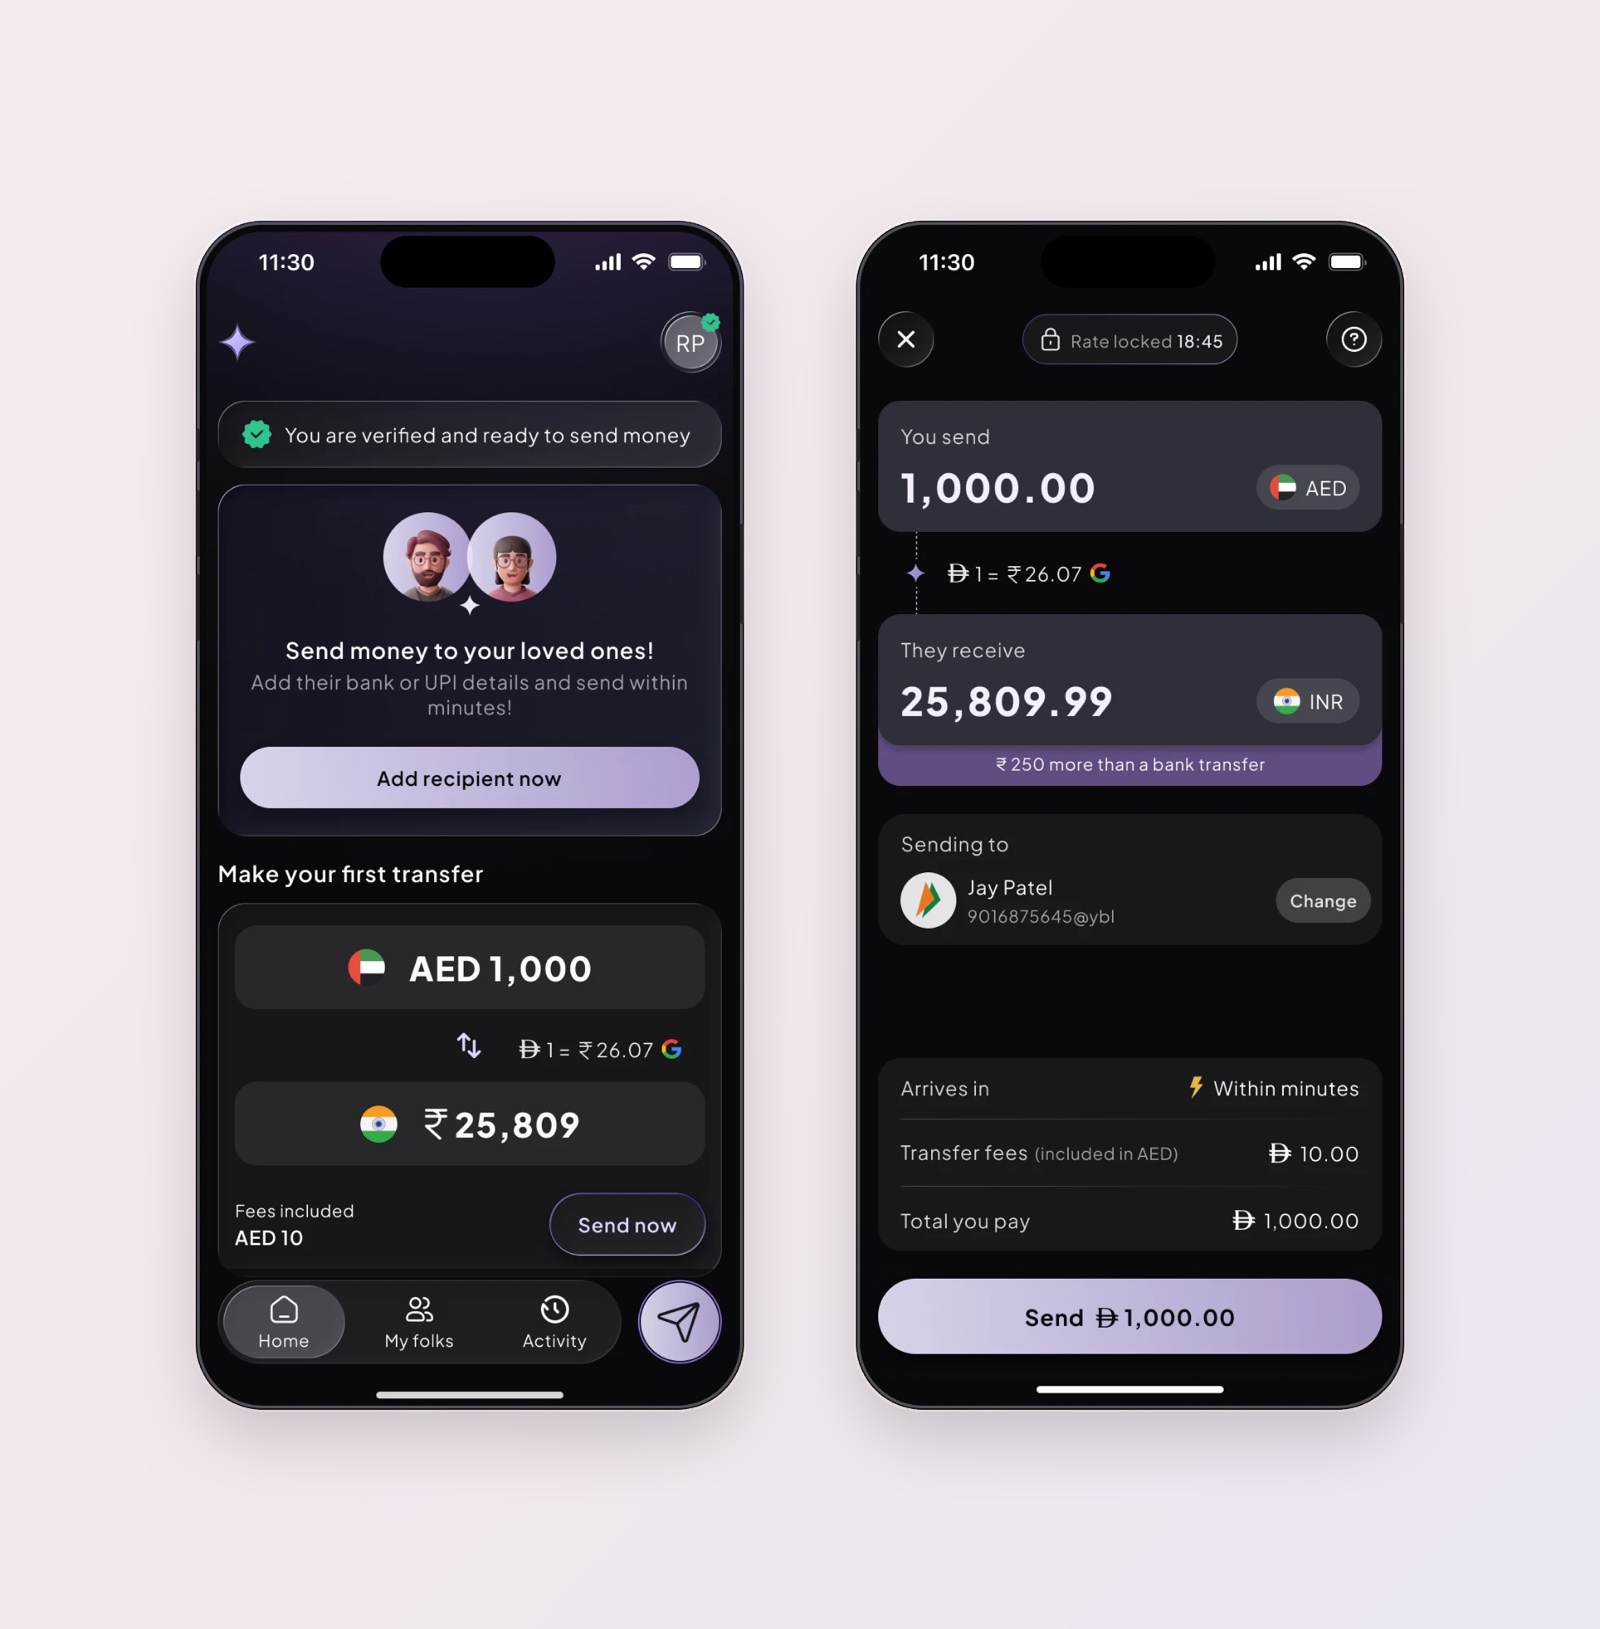 11:30
RP
You are verified and ready to send money
Send money to your loved ones!
Add their bank or UPI details and send within
minutes!
Add recipient now
Make your first transfer
AED 1,000
1 = ₹ 26.07 G
₹ 25,809
Fees included
AED 10
Send now
Home
My folks
Activity
11:30
Rate locked 18:45
You send
1,000.00
AED
1 = ₹ 26.07 G
They receive
25,809.99
INR
₹ 250 more than a bank transfer
Sending to
Jay Patel
9016875645@ybl
Change
Arrives in
Within minutes
Transfer fees (included in AED)
10.00
Total you pay
1,000.00
Send 1,000.00